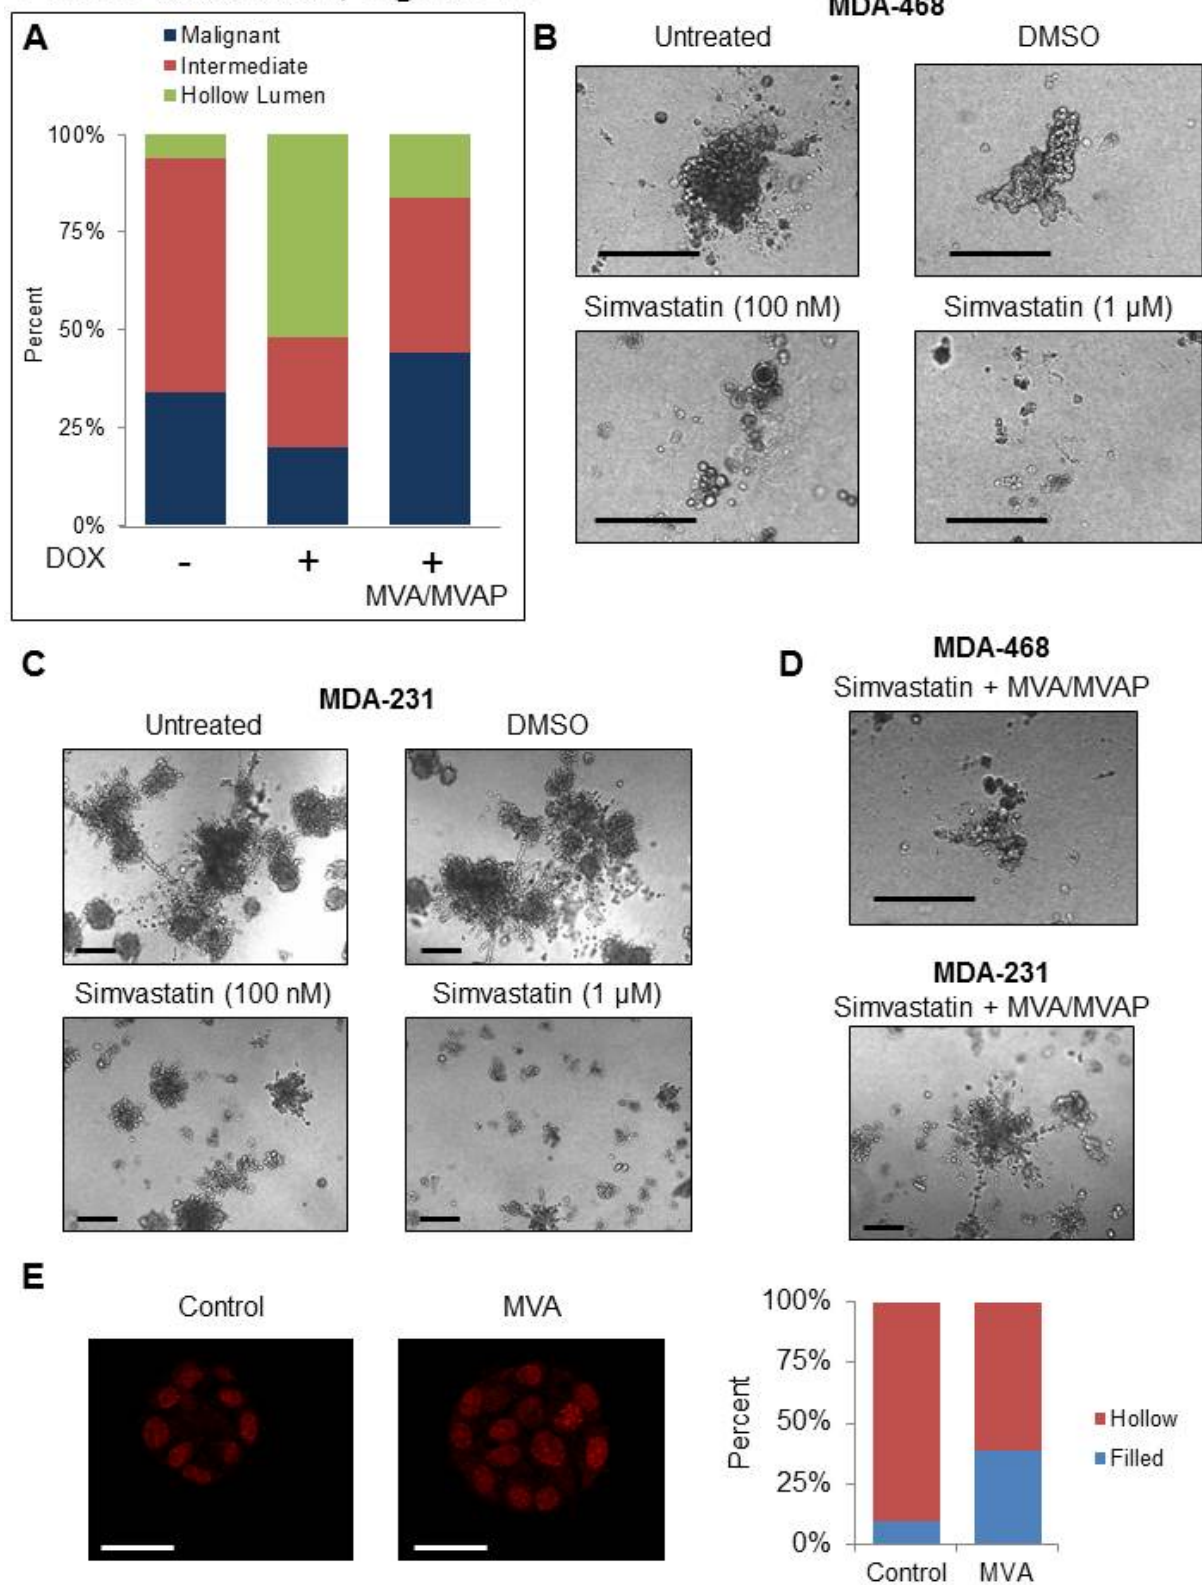 MDA-468
A
Malignant
Intermediate
Hollow Lumen
100%
75%
50%
25%
0%
Percent
DOX - + +
MVA/MVAP
B
Untreated DMSO
Simvastatin (100 nM) Simvastatin (1 µM)
C
MDA-231
Untreated DMSO
Simvastatin (100 nM) Simvastatin (1 µM)
D
MDA-468
Simvastatin + MVA/MVAP
MDA-231
Simvastatin + MVA/MVAP
E
Control MVA
100%
75%
50%
25%
0%
Percent
Control MVA
Hollow
Filled